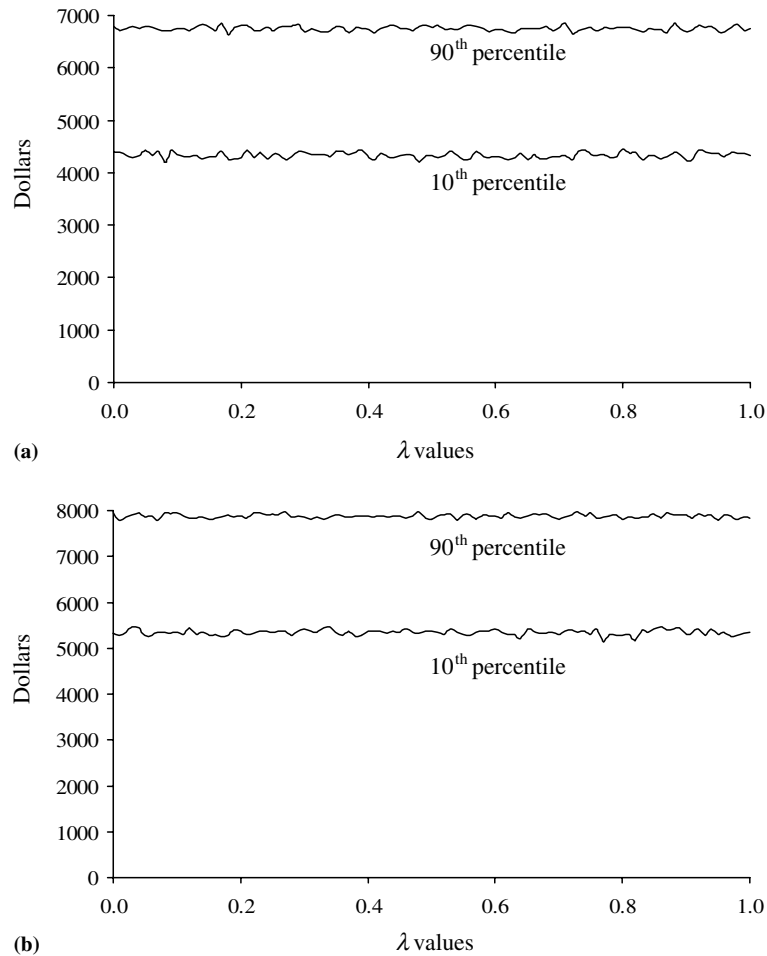 7000
90th percentile
6000
5000
4000
10th percentile
3000
2000
1000
0
Dollars
0.0 0.2 0.4 0.6 0.8 1.0
(a)
λ values
8000
90th percentile
7000
6000
5000
10th percentile
4000
3000
2000
1000
0
Dollars
0.0 0.2 0.4 0.6 0.8 1.0
(b)
λ values